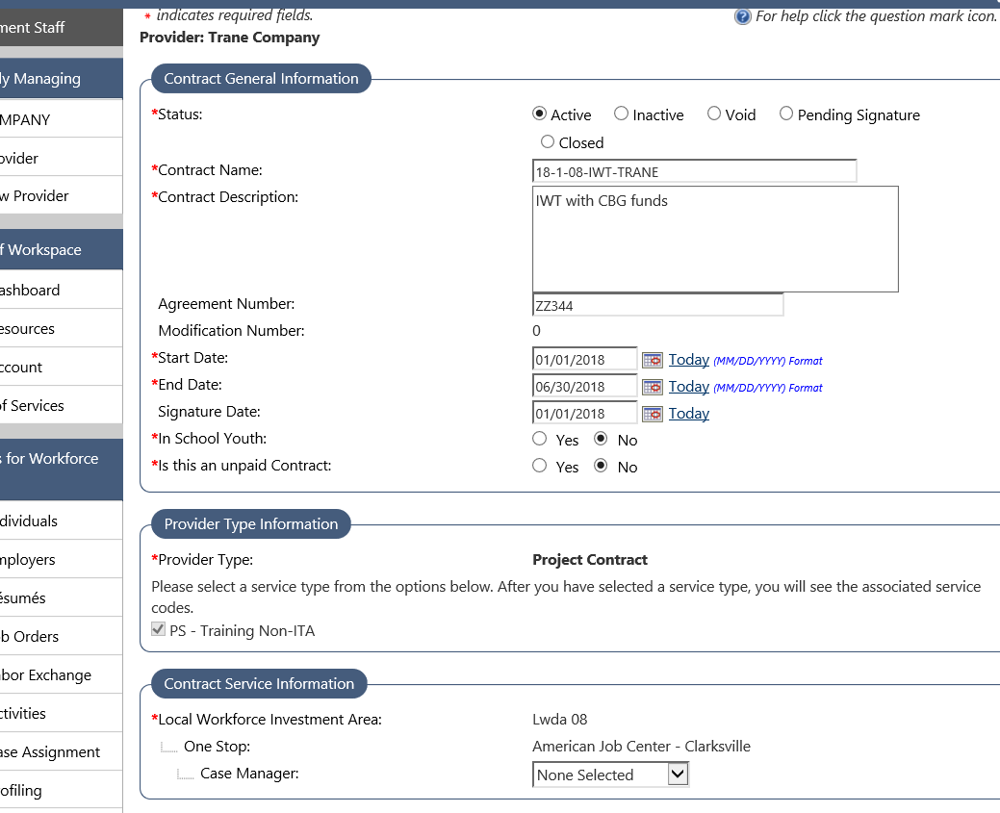 * indicates required fields.
For help click the question mark icon.
Provider: Trane Company
ment Staff
ly Managing
MPANY
ovider
w Provider
f Workspace
ashboard
esources
ccount
of Services
s for Workforce
dividuals
mployers
ésumés
b Orders
abor Exchange
ctivities
ase Assignment
ofiling
Contract General Information
*Status:
Active Inactive Void Pending Signature
Closed
*Contract Name:
18-1-08-IWT-TRANE
*Contract Description:
IWT with CBG funds
Agreement Number:
ZZ344
Modification Number:
0
*Start Date:
01/01/2018 Today (MM/DD/YYYY) Format
*End Date:
06/30/2018 Today (MM/DD/YYYY) Format
Signature Date:
01/01/2018 Today
*In School Youth:
Yes No
*Is this an unpaid Contract:
Yes No
Provider Type Information
*Provider Type:
Project Contract
Please select a service type from the options below. After you have selected a service type, you will see the associated service
codes.
PS - Training Non-ITA
Contract Service Information
*Local Workforce Investment Area:
Lwda 08
One Stop:
American Job Center - Clarksville
Case Manager:
None Selected